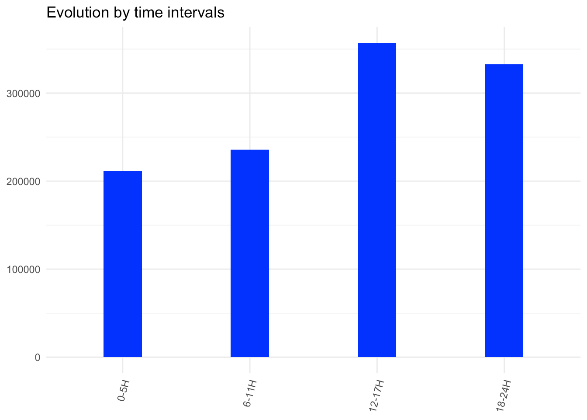 Evolution by time intervals
300000
200000
100000
0
0-5H
6-11H
12-17H
18-24H